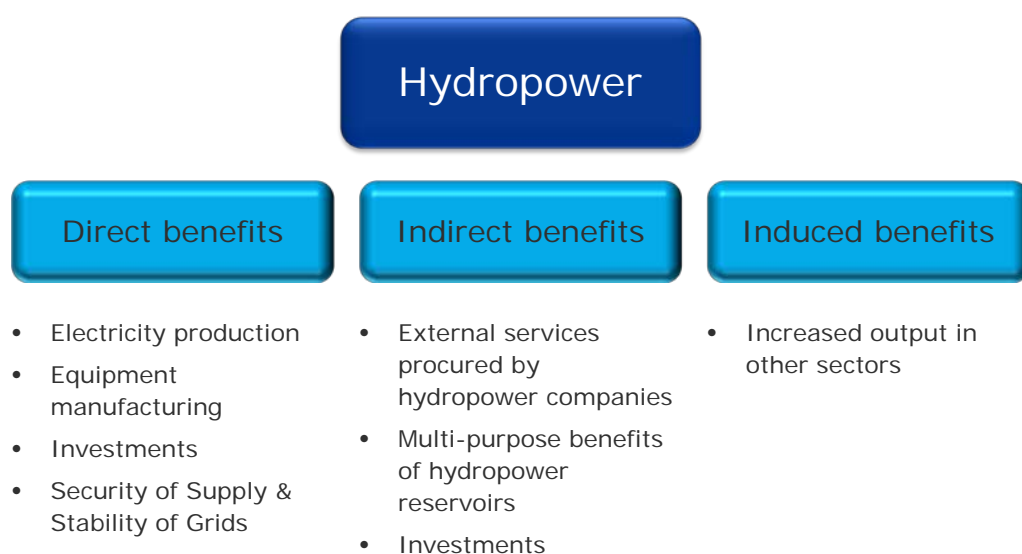 Hydropower
Direct benefits
Indirect benefits
Induced benefits
• Electricity production
• Equipment
manufacturing
• Investments
• Security of Supply &
Stability of Grids
• External services
procured by
hydropower companies
• Multi-purpose benefits
of hydropower
reservoirs
• Investments
• Increased output in
other sectors